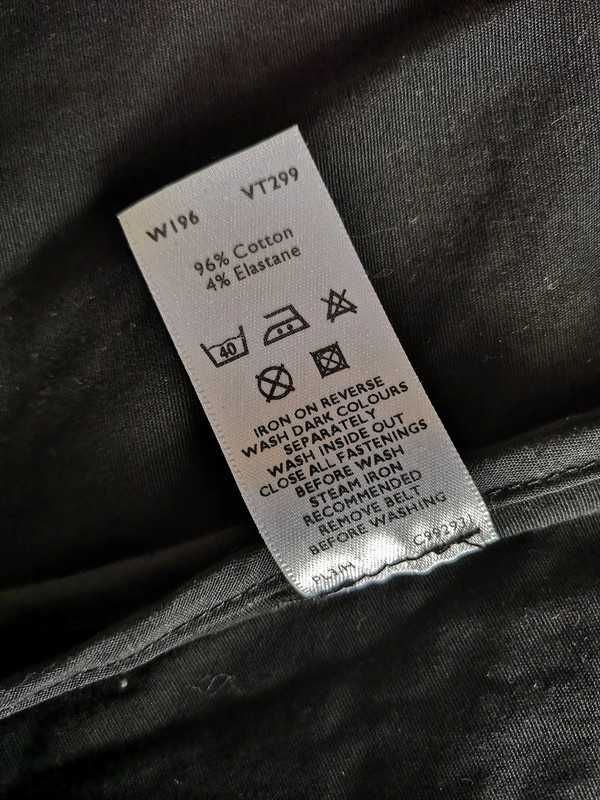 W196 VT299
96% Cotton
4% Elastane
40
IRON ON REVERSE
WASH DARK COLOURS
SEPARATELY
WASH INSIDE OUT
CLOSE ALL FASTENINGS
BEFORE WASH
STEAM IRON
RECOMMENDED
REMOVE BELT
BEFORE WASHING